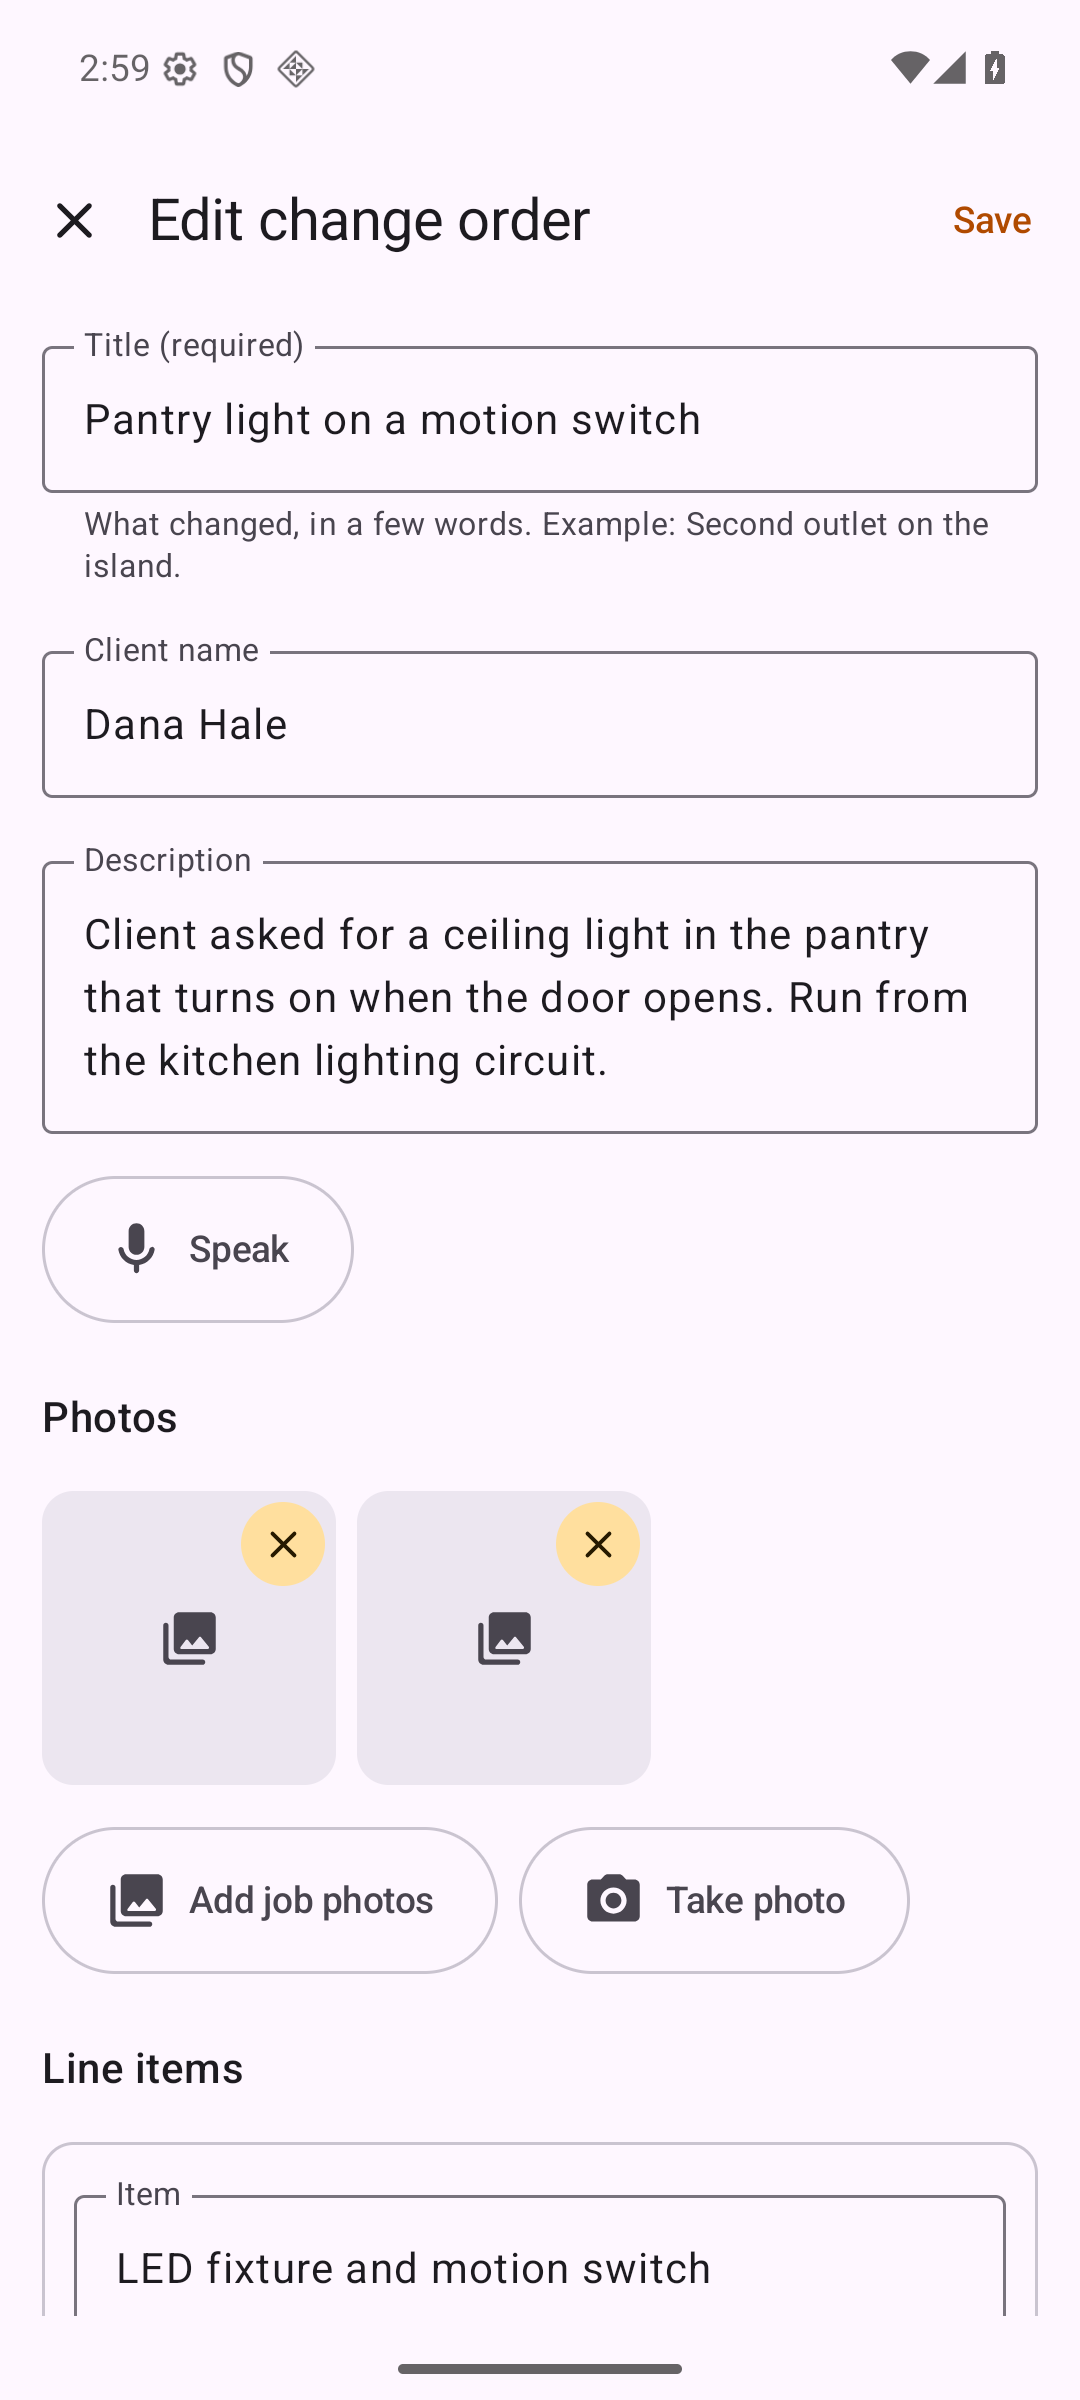 2:59
Edit change order
Save
Title (required)
Pantry light on a motion switch
What changed, in a few words. Example: Second outlet on the
island.
Client name
Dana Hale
Description
Client asked for a ceiling light in the pantry
that turns on when the door opens. Run from
the kitchen lighting circuit.
Speak
Photos
Add job photos
Take photo
Line items
Item
LED fixture and motion switch